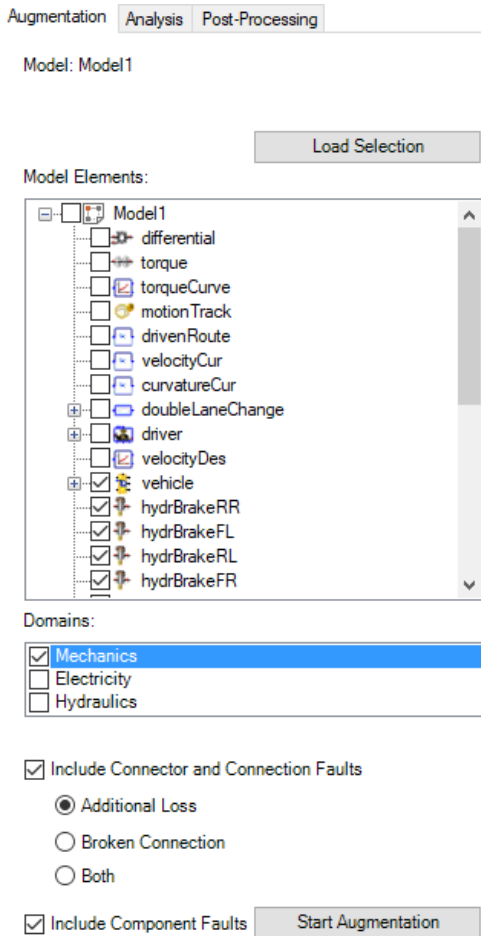 Augmentation Analysis Post-Processing
Model: Model1
Load Selection
Model Elements:
Model1
differential
torque
torqueCurve
motionTrack
drivenRoute
velocityCur
curvatureCur
doubleLaneChange
driver
velocityDes
vehicle
hydrBrakeRR
hydrBrakeFL
hydrBrakeRL
hydrBrakeFR
Domains:
Mechanics
Electricity
Hydraulics
Include Connector and Connection Faults
Additional Loss
Broken Connection
Both
Include Component Faults Start Augmentation